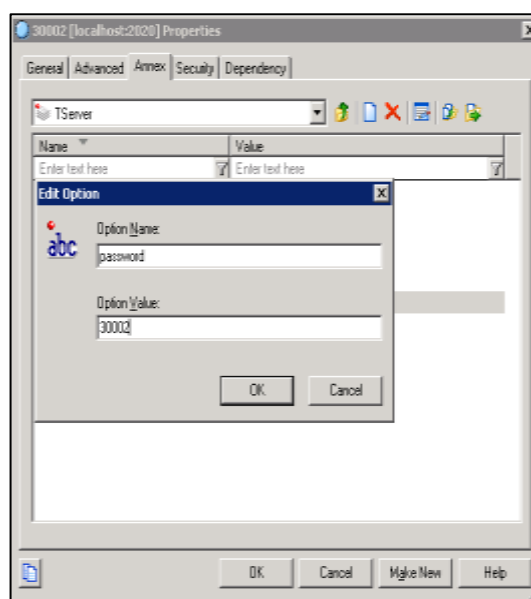 30002 [localhost:2020] Properties
General Advanced Annex Security Dependency
TServer
Name Value
Enter text here Enter text here
Edit Option
abc
Option Name:
password
Option Value:
30002
OK Cancel
OK Cancel Make New Help